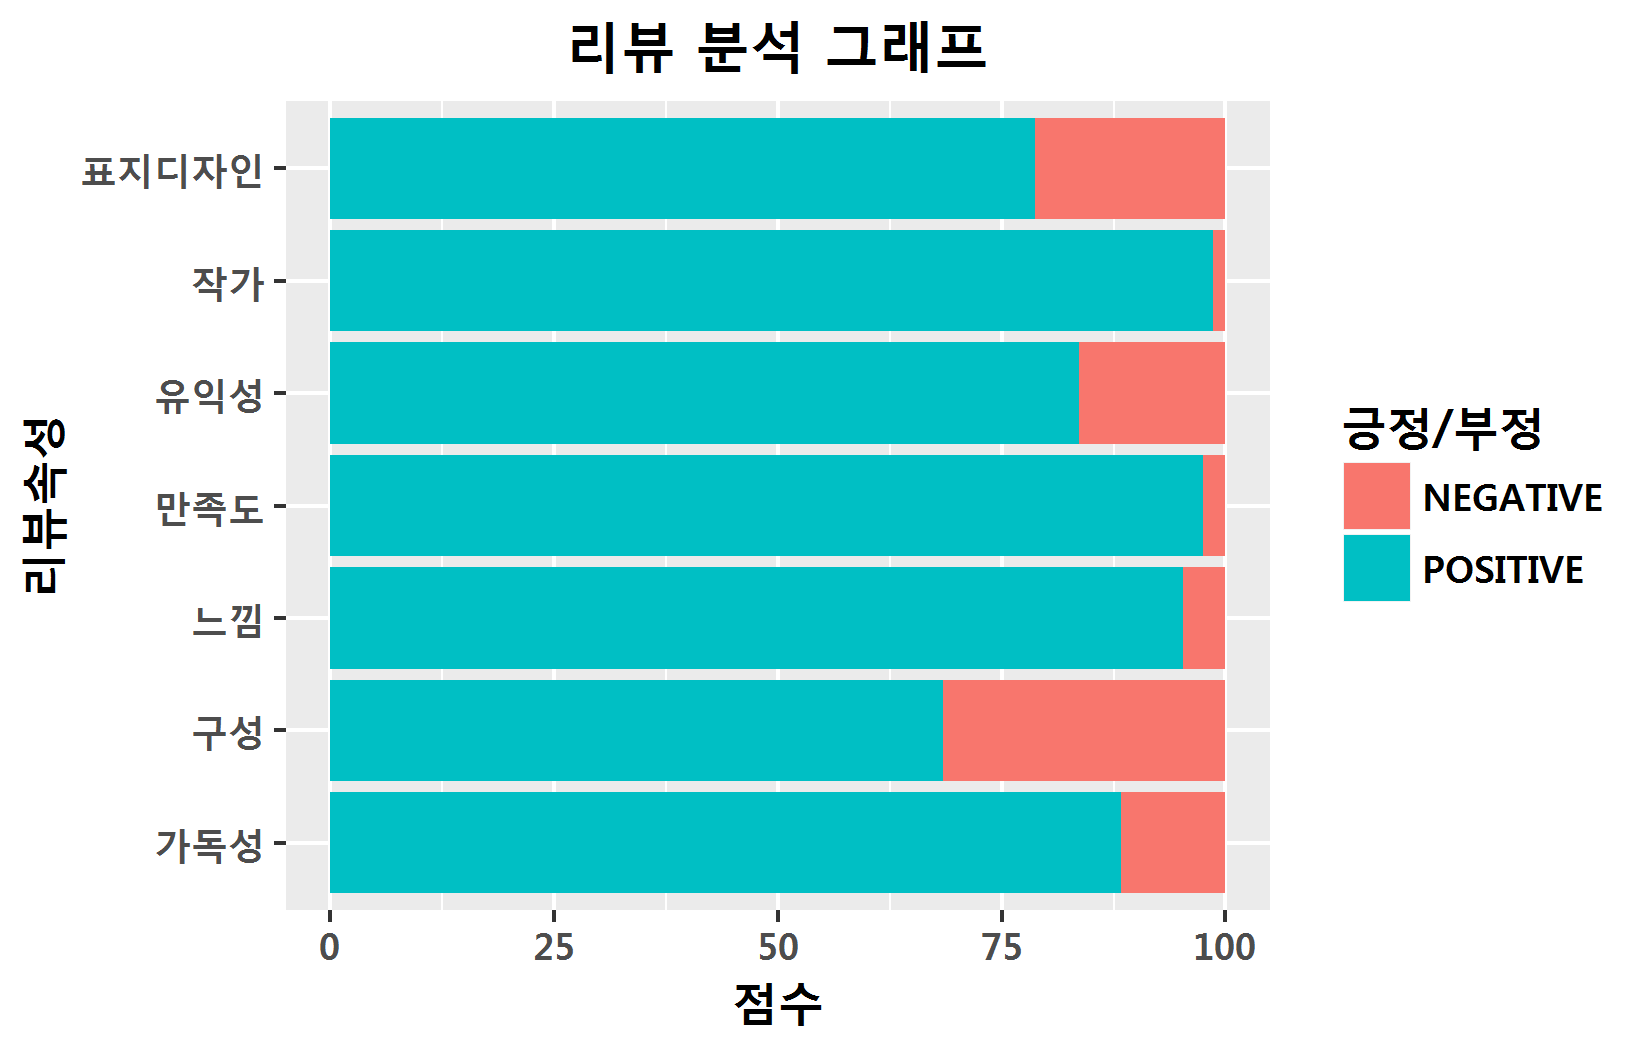 리뷰 분석 그래프
리뷰속성
표지디자인
작가
유익성
만족도
느낌
구성
가독성
0 25 50 75 100
점수
긍정/부정
NEGATIVE
POSITIVE